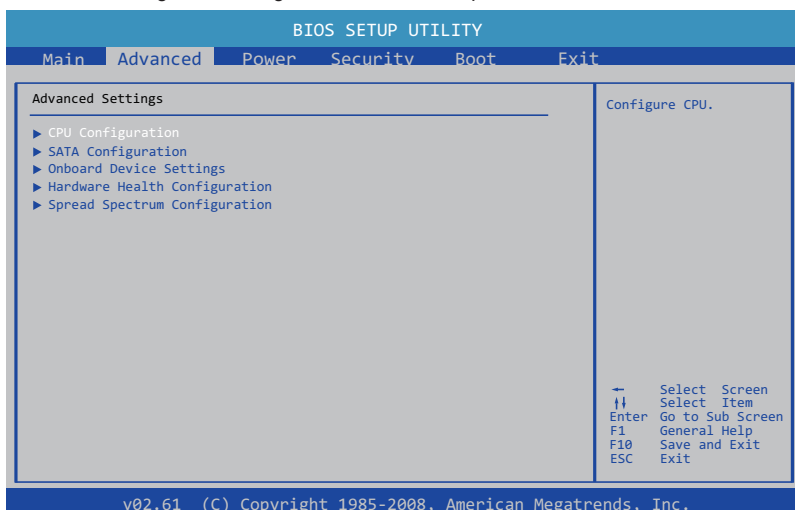 BIOS SETUP UTILITY
Main Advanced Power Security Boot Exit
Advanced Settings
▶ CPU Configuration
▶ SATA Configuration
▶ Onboard Device Settings
▶ Hardware Health Configuration
▶ Spread Spectrum Configuration
Configure CPU.
← Select Screen
↑↓ Select Item
Enter Go to Sub Screen
F1 General Help
F10 Save and Exit
ESC Exit
v02.61 (C) Copyright 1985-2008, American Megatrends, Inc.